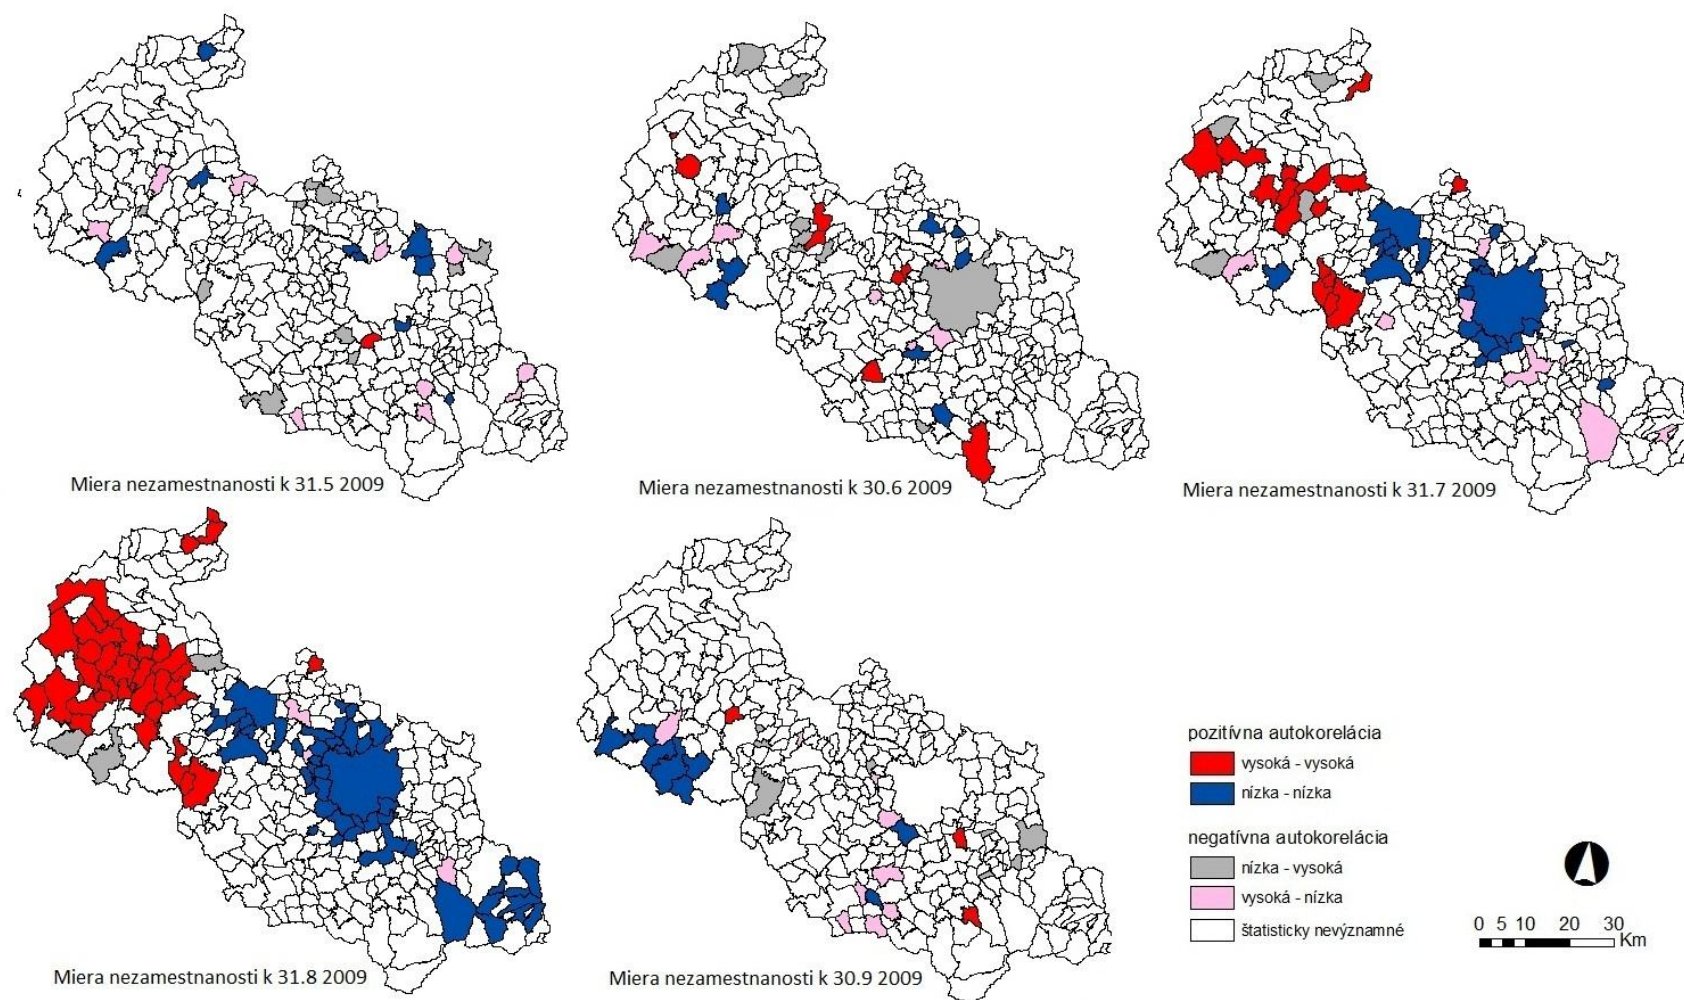 Miera nezamestnanosti k 31.5 2009
Miera nezamestnanosti k 30.6 2009
Miera nezamestnanosti k 31.7 2009
Miera nezamestnanosti k 31.8 2009
Miera nezamestnanosti k 30.9 2009
pozitívna autokorelácia
vysoká - vysoká
nízka - nízka
negatívna autokorelácia
nízka - vysoká
vysoká - nízka
štatisticky nevýznamné
0 5 10 20 30
Km